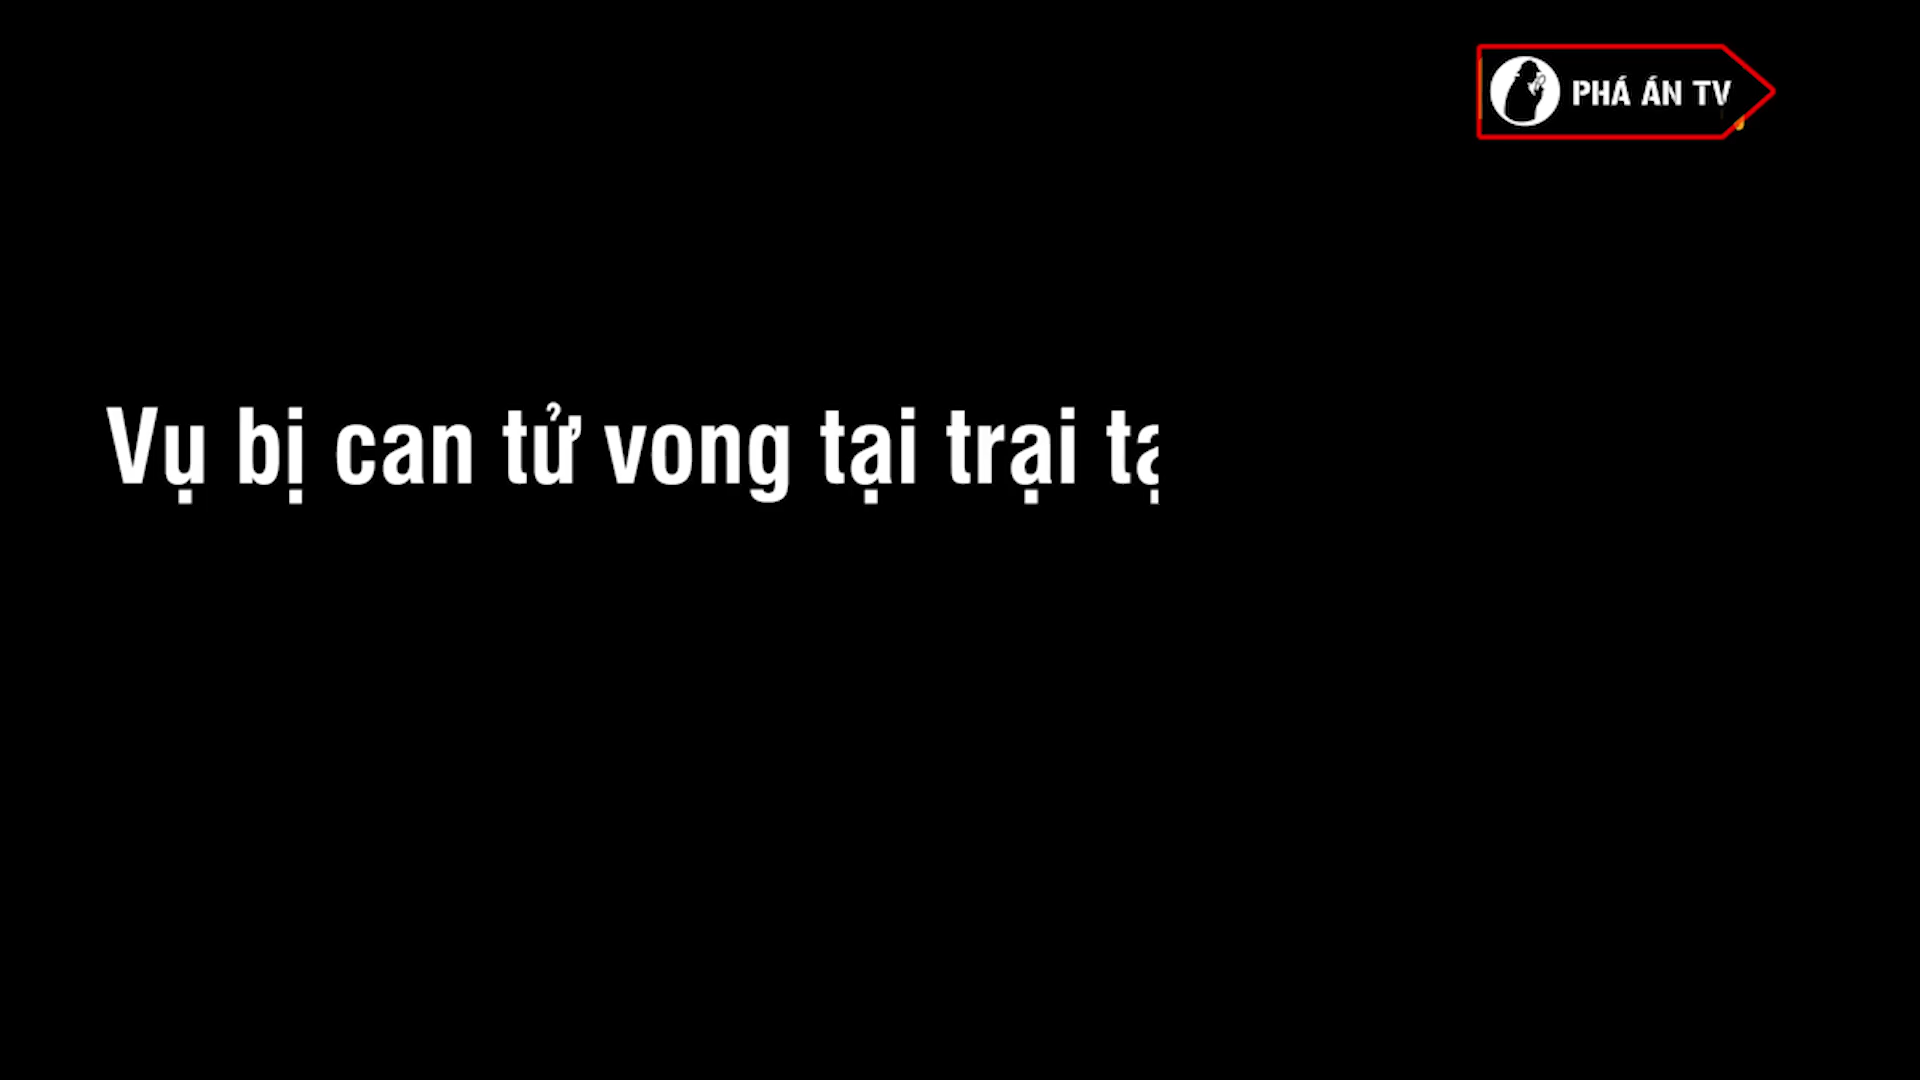 PHÁ ÁN TV
Vụ bị can tử vong tại trại